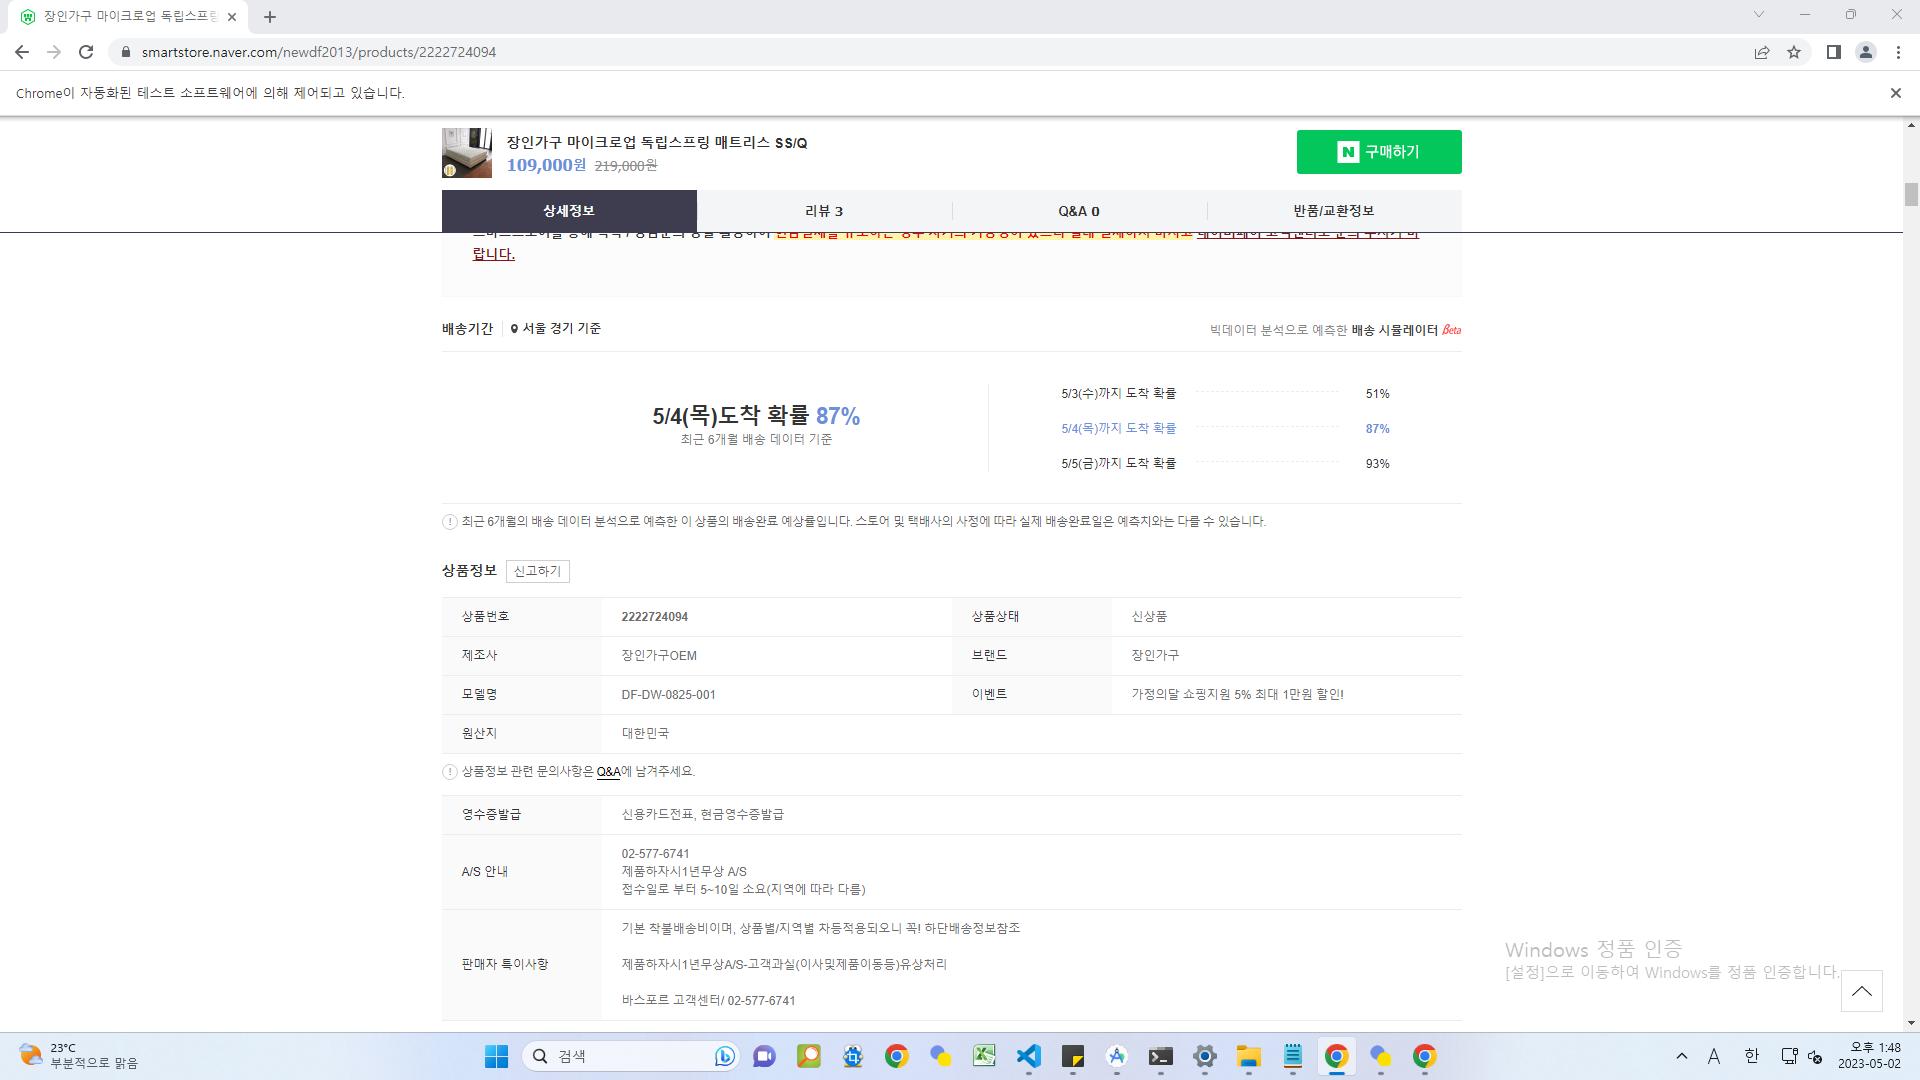 장인가구 마이크로업 독립스프링
smartstore.naver.com/newdf2013/products/2222724094
Chrome이 자동화된 테스트 소프트웨어에 의해 제어되고 있습니다.
장인가구 마이크로업 독립스프링 매트리스 SS/Q
109,000원 219,000원
N 구매하기
상세정보 리뷰 3 Q&A 0 반품/교환정보
랍니다.
배송기간 서울 경기 기준 빅데이터 분석으로 예측한 배송 시뮬레이터 Beta
5/4(목)도착 확률 87%
최근 6개월 배송 데이터 기준
5/3(수)까지 도착 확률 51%
5/4(목)까지 도착 확률 87%
5/5(금)까지 도착 확률 93%
최근 6개월의 배송 데이터 분석으로 예측한 이 상품의 배송완료 예상률입니다. 스토어 및 택배사의 사정에 따라 실제 배송완료일은 예측치와는 다를 수 있습니다.
상품정보 신고하기
상품번호 2222724094 상품상태 신상품
제조사 장인가구OEM 브랜드 장인가구
모델명 DF-DW-0825-001 이벤트 가정의달 쇼핑지원 5% 최대 1만원 할인!
원산지 대한민국
상품정보 관련 문의사항은 Q&A에 남겨주세요.
영수증발급 신용카드전표, 현금영수증발급
A/S 안내 02-577-6741
제품하자시1년무상 A/S
접수일로 부터 5~10일 소요(지역에 따라 다름)
판매자 특이사항 기본 착불배송비이며, 상품별/지역별 차등적용되오니 꼭! 하단배송정보참조
제품하자시1년무상A/S-고객과실(이사및제품이동등)유상처리
바스포르 고객센터/ 02-577-6741
Windows 정품 인증
[설정]으로 이동하여 Windows를 정품 인증합니다.
23°C
부분적으로 맑음
검색
A 한
오후 1:48
2023-05-02